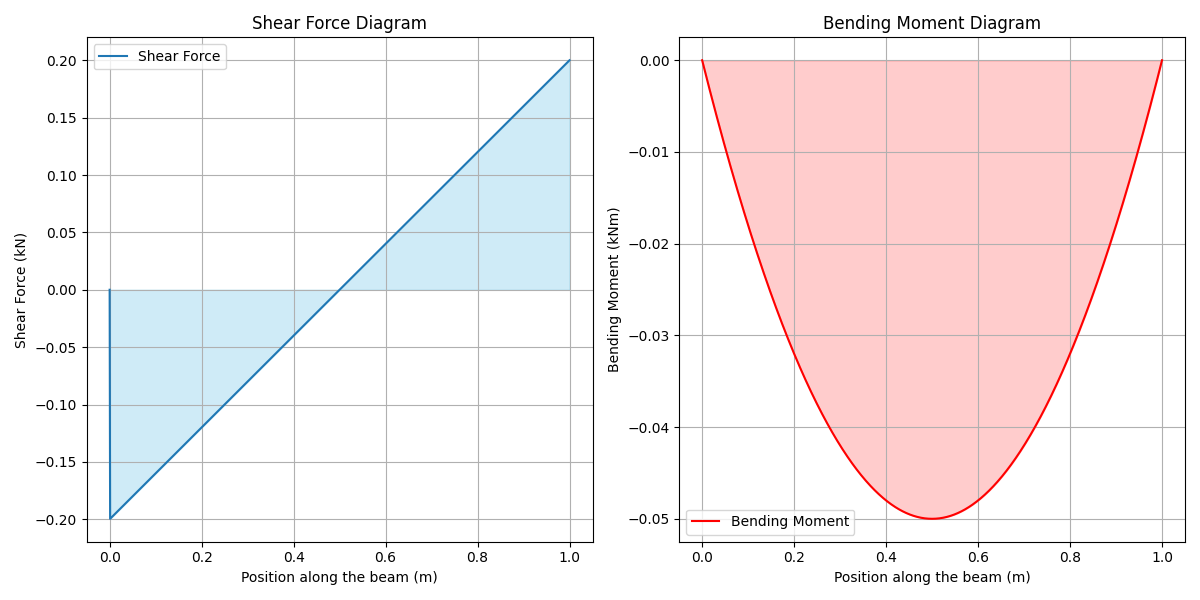 Shear Force Diagram
Shear Force
0.20
0.15
0.10
0.05
0.00
−0.05
−0.10
−0.15
−0.20
Shear Force (kN)
0.0 0.2 0.4 0.6 0.8 1.0
Position along the beam (m)
Bending Moment Diagram
0.00
−0.01
−0.02
−0.03
−0.04
−0.05
Bending Moment (kNm)
Bending Moment
0.0 0.2 0.4 0.6 0.8 1.0
Position along the beam (m)